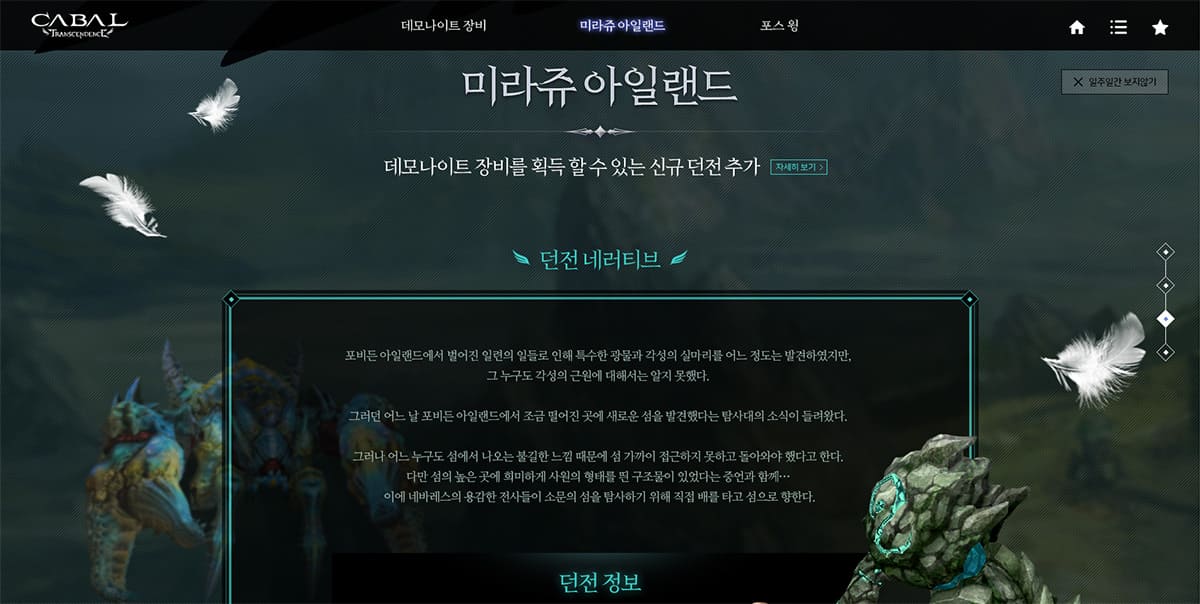 CABAL
TRANSCENDENCE
데모나이트 장비
미라쥬 아일랜드
포스 윙
미라쥬 아일랜드
일주일간 보지않기
데모나이트 장비를 획득 할 수 있는 신규 던전 추가
자세히 보기 >
던전 네러티브
포비든 아일랜드에서 벌어진 일련의 일들로 인해 특수한 광물과 각성의 실마리를 어느 정도는 발견하였지만,
그 누구도 각성의 근원에 대해서는 알지 못했다.
그러던 어느 날 포비든 아일랜드에서 조금 떨어진 곳에 새로운 섬을 발견했다는 탐사대의 소식이 들려왔다.
그러나 어느 누구도 섬에서 나오는 불길한 느낌 때문에 섬 가까이 접근하지 못하고 돌아와야 했다고 한다.
다만 섬의 높은 곳에 희미하게 사원의 형태를 띈 구조물이 있었다는 증언과 함께…
이에 네바레스의 용감한 전사들이 소문의 섬을 탐사하기 위해 직접 배를 타고 섬으로 향한다.
던전 정보